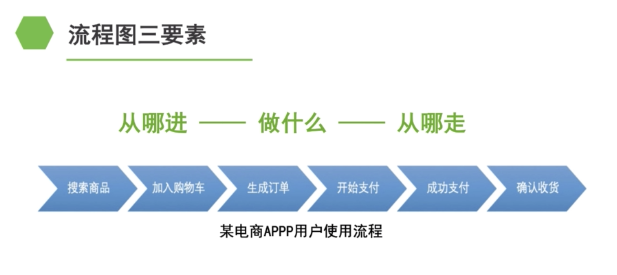 流程图三要素
从哪进 —— 做什么 —— 从哪走
搜素商品 加入购物车 生成订单 开始支付 成功支付 确认收货
某电商APPP用户使用流程